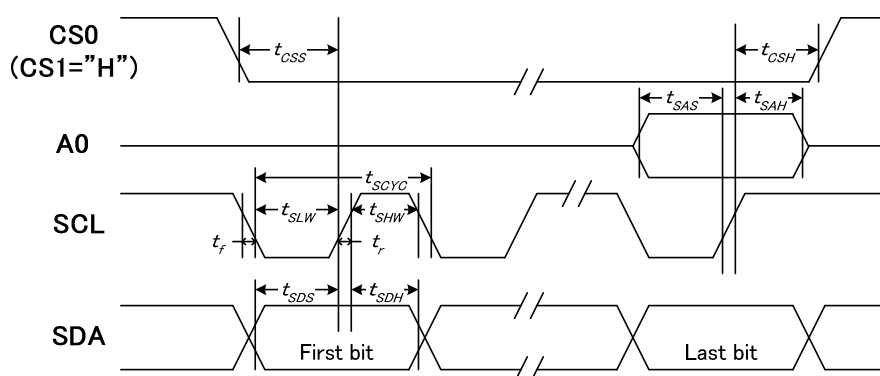 CS0
(CS1="H")
tCSS
tCSH
tSAS
tSAH
A0
tSCYC
SCL
tSLW
tSHW
tf
tr
tSDS
tSDH
SDA
First bit
Last bit